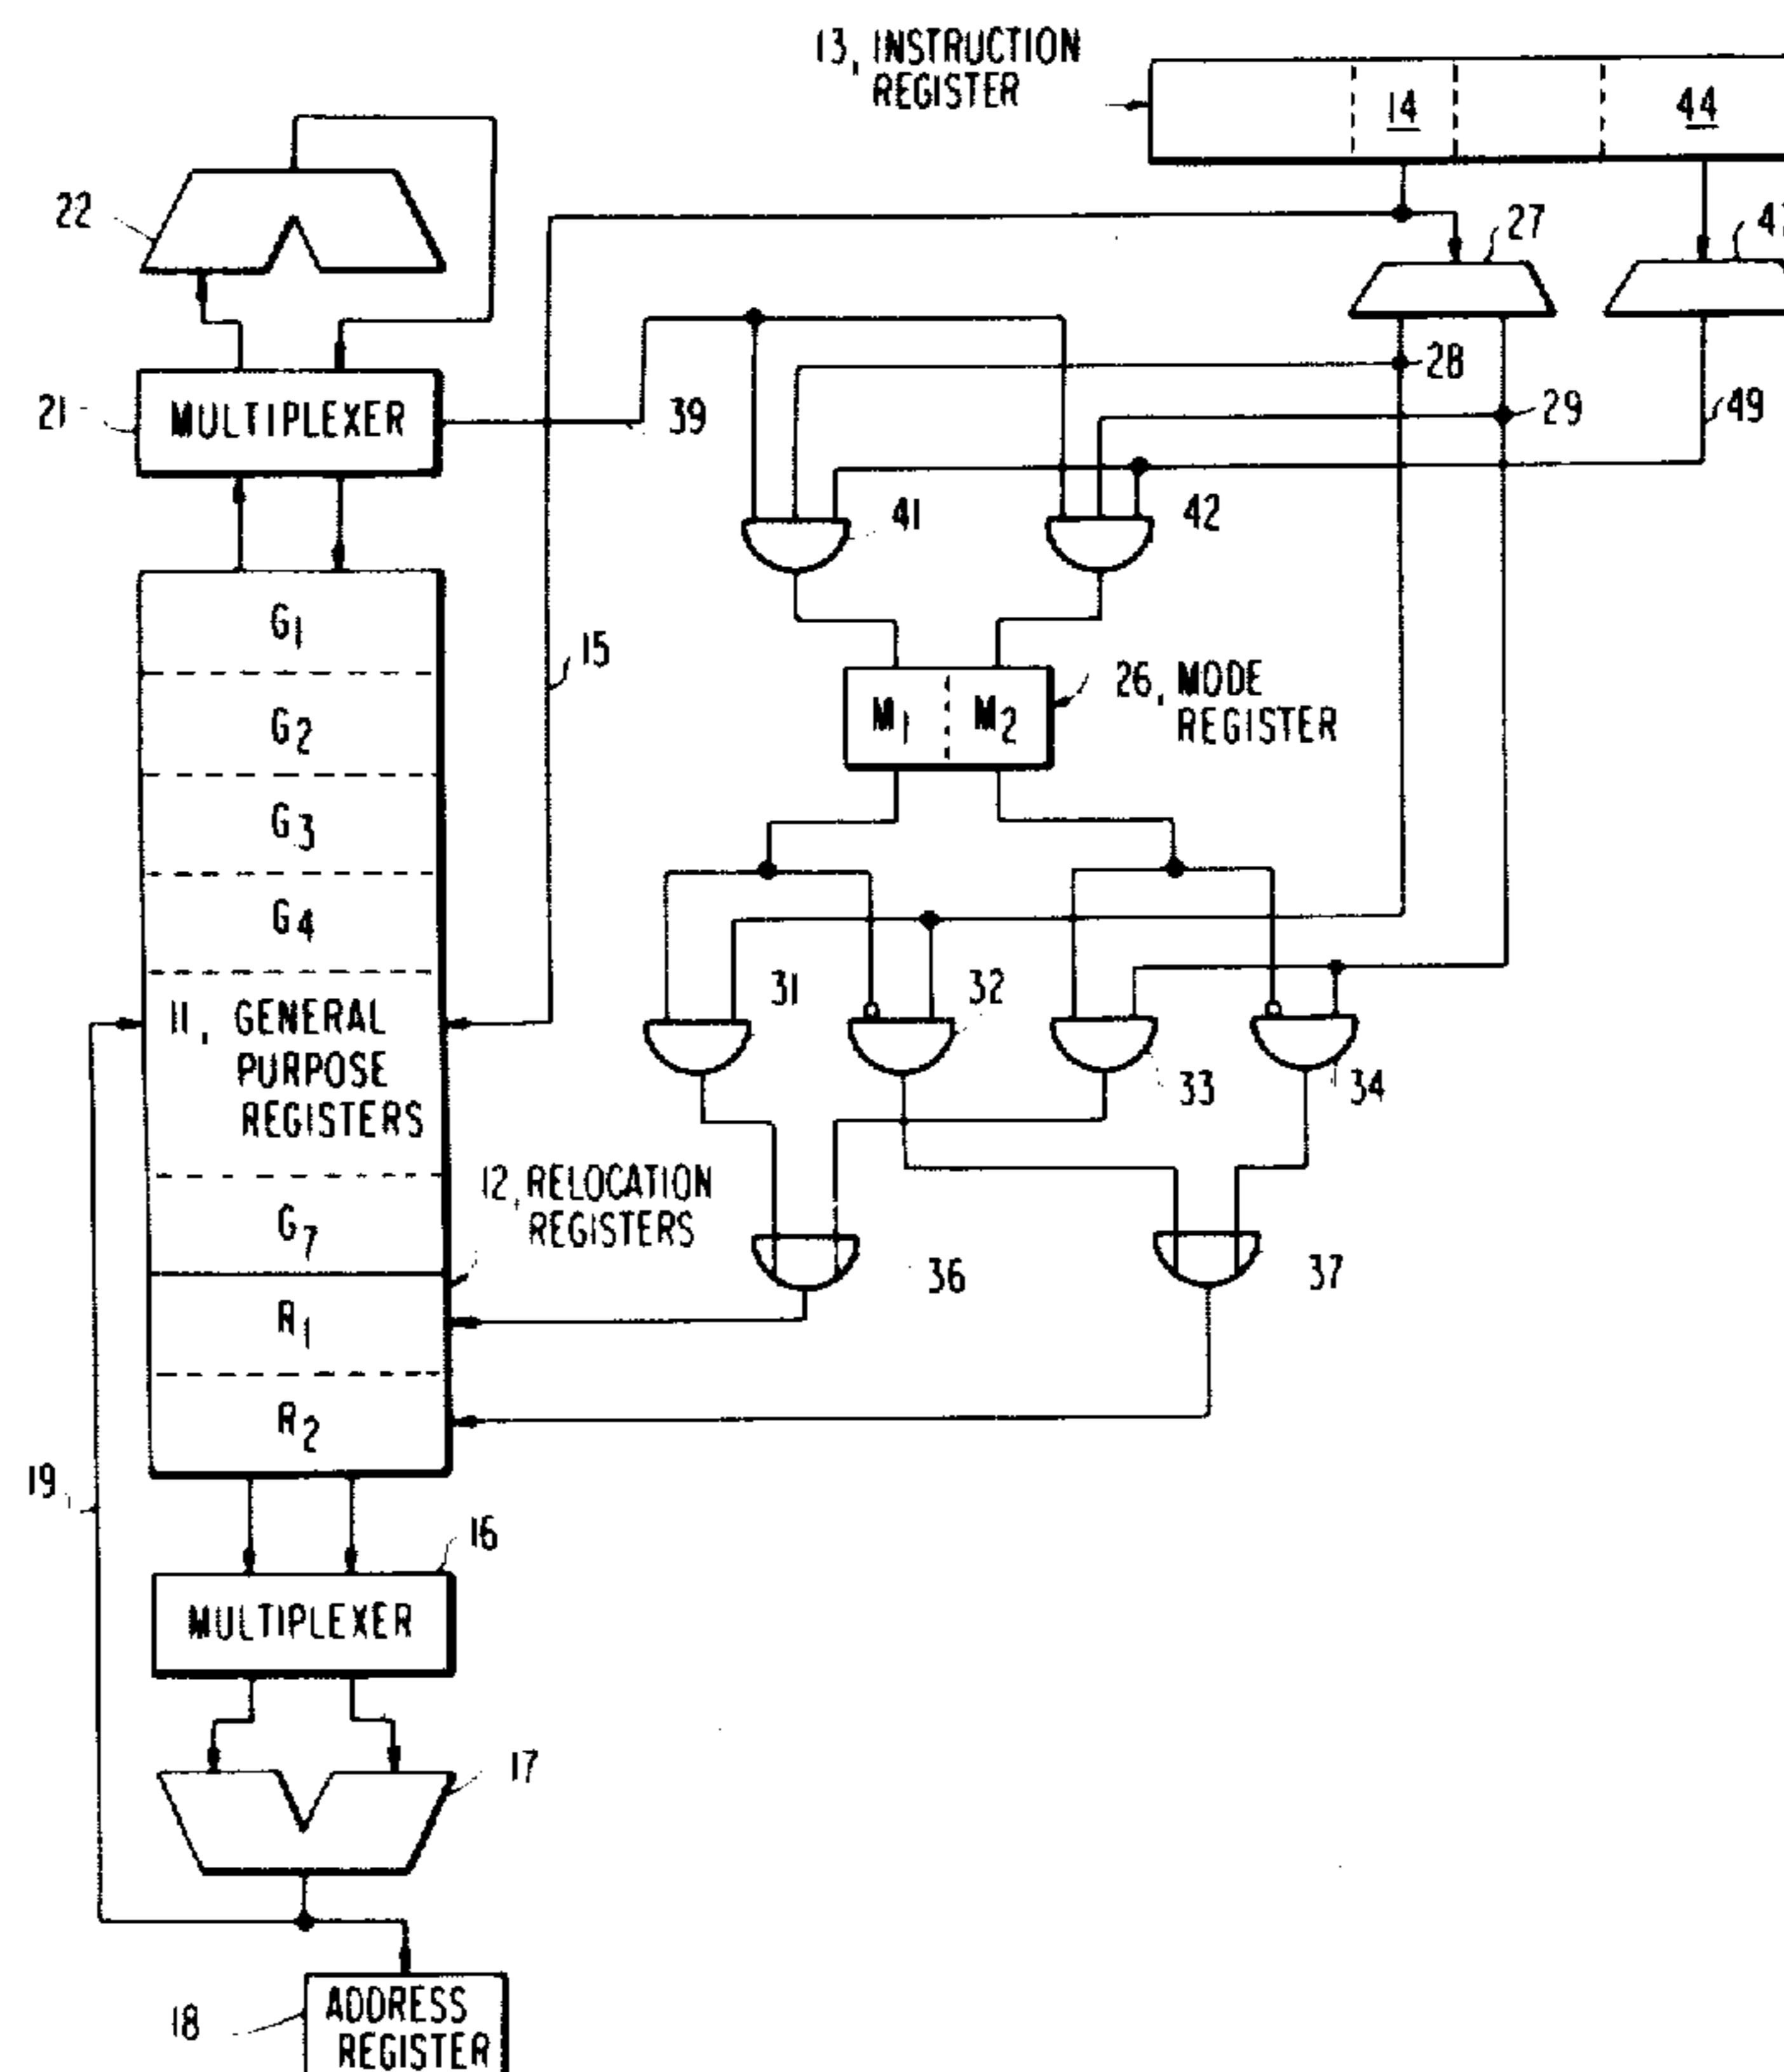 13, INSTRUCTION
REGISTER
14
44
22
27
28
21
MULTIPLEXER
39
29
49
41
42
G1
15
26, MODE
REGISTER
M1
M2
G2
G3
G4
31
32
11, GENERAL
PURPOSE
REGISTERS
33
34
12, RELOCATION
REGISTERS
G7
36
37
R1
R2
19
16
MULTIPLEXER
17
18
ADDRESS
REGISTER